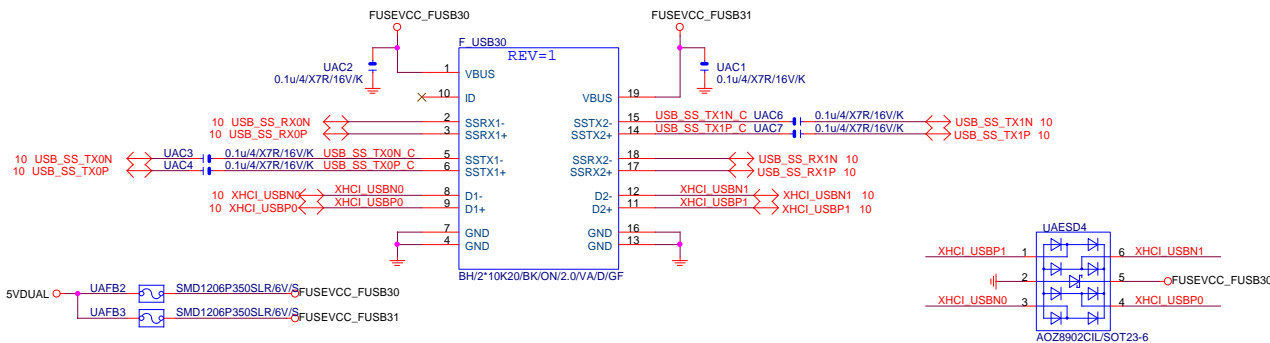 FUSEVCC_FUSB30
FUSEVCC_FUSB31
F_USB30
REV=1
UAC2
0.1u/4/X7R/16V/K
UAC1
0.1u/4/X7R/16V/K
1 VBUS
10 ID
VBUS 19
10 USB_SS_RX0N 2 SSRX1-
10 USB_SS_RX0P 3 SSRX1+
SSTX2- 15 USB_SS_TX1N_C UAC6 0.1u/4/X7R/16V/K USB_SS_TX1N 10
SSTX2+ 14 USB_SS_TX1P_C UAC7 0.1u/4/X7R/16V/K USB_SS_TX1P 10
10 USB_SS_TX0N UAC3 0.1u/4/X7R/16V/K USB_SS_TX0N_C 5 SSTX1-
10 USB_SS_TX0P UAC4 0.1u/4/X7R/16V/K USB_SS_TX0P_C 6 SSTX1+
SSRX2- 18 USB_SS_RX1N 10
SSRX2+ 17 USB_SS_RX1P 10
10 XHCI_USBN0 XHCI_USBN0 8 D1-
10 XHCI_USBP0 XHCI_USBP0 9 D1+
D2- 12 XHCI_USBN1 XHCI_USBN1 10
D2+ 11 XHCI_USBP1 XHCI_USBP1 10
7 GND
4 GND
GND 16
GND 13
BH/2*10K20/BK/ON/2.0/VA/D/GF
UAESD4
XHCI_USBP1 1 6 XHCI_USBN1
2 5 FUSEVCC_FUSB30
XHCI_USBN0 3 4 XHCI_USBP0
AOZ8902CIL/SOT23-6
5VDUAL UAFB2 SMD1206P350SLR/6V/S FUSEVCC_FUSB30
UAFB3 SMD1206P350SLR/6V/S FUSEVCC_FUSB31